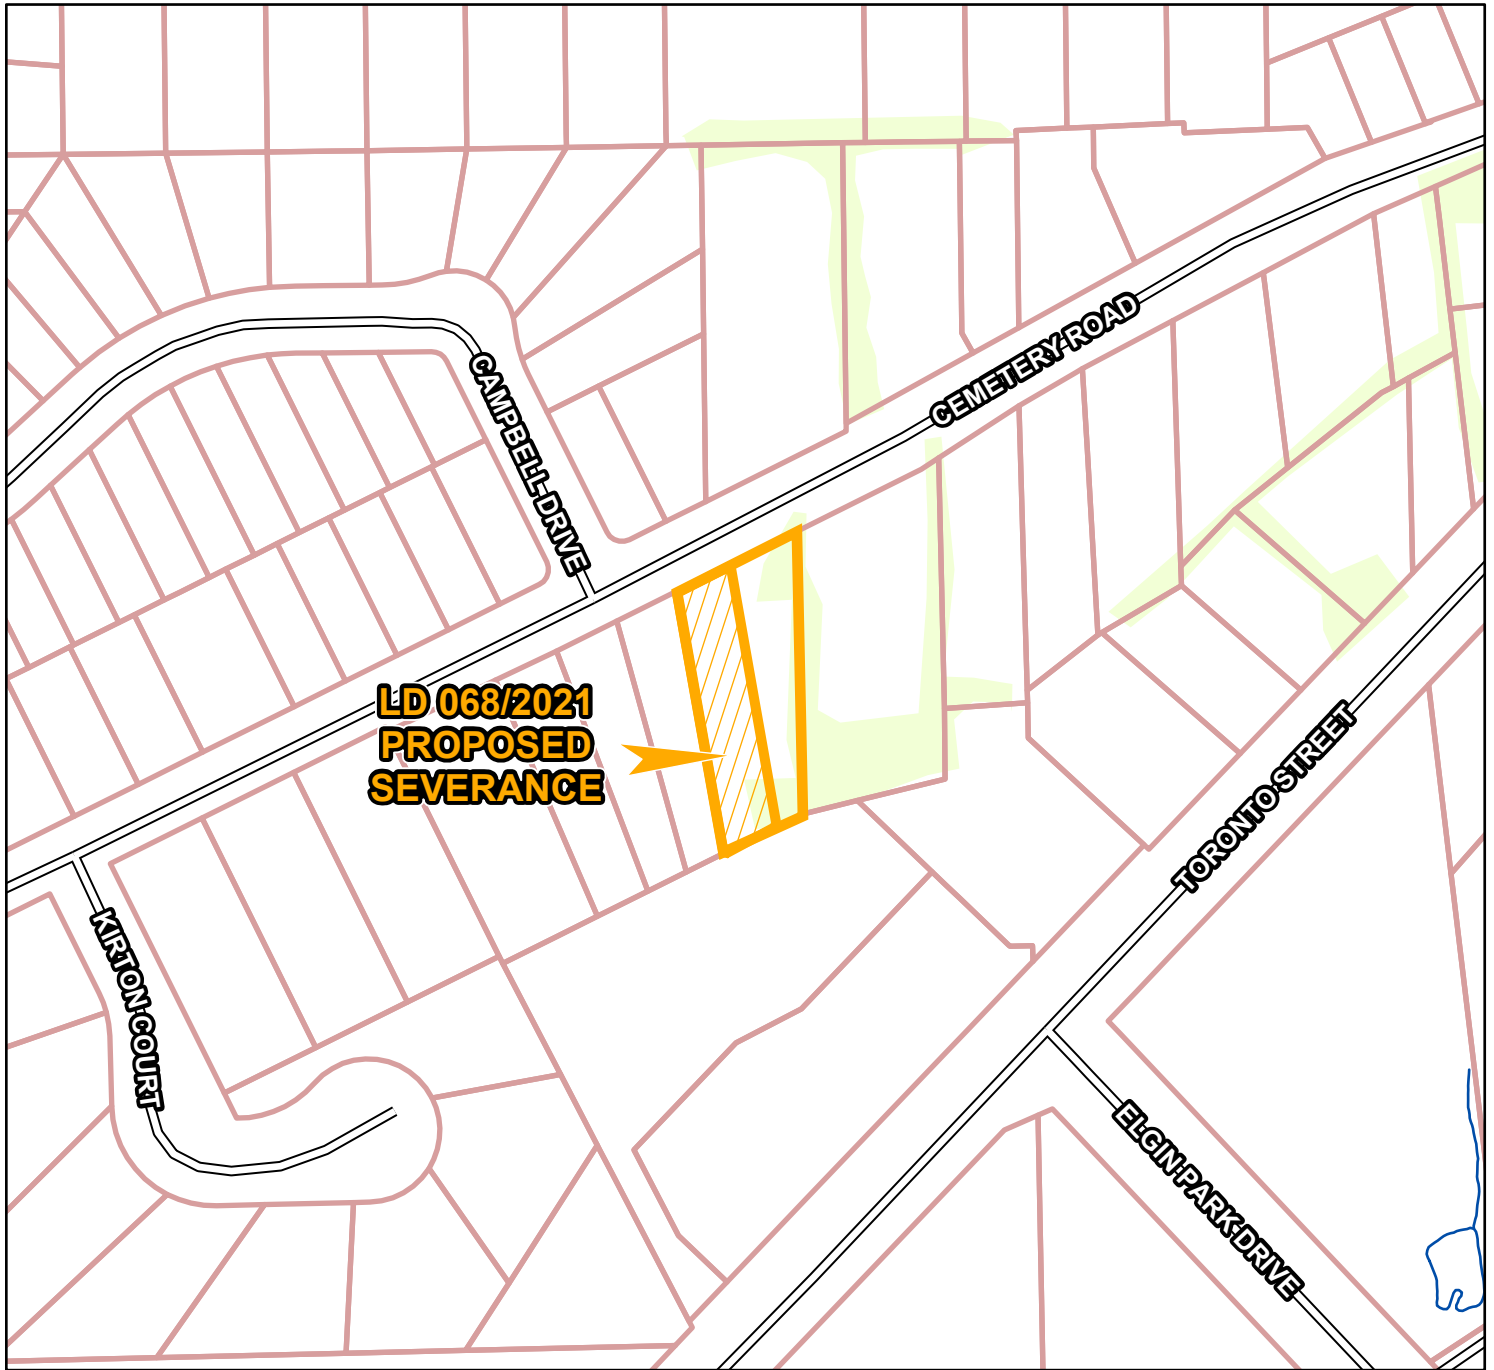 CEMETERY ROAD
CAMPBELL DRIVE
LD 068/2021
PROPOSED
SEVERANCE
TORONTO STREET
KIRTON COURT
ELGIN PARK DRIVE